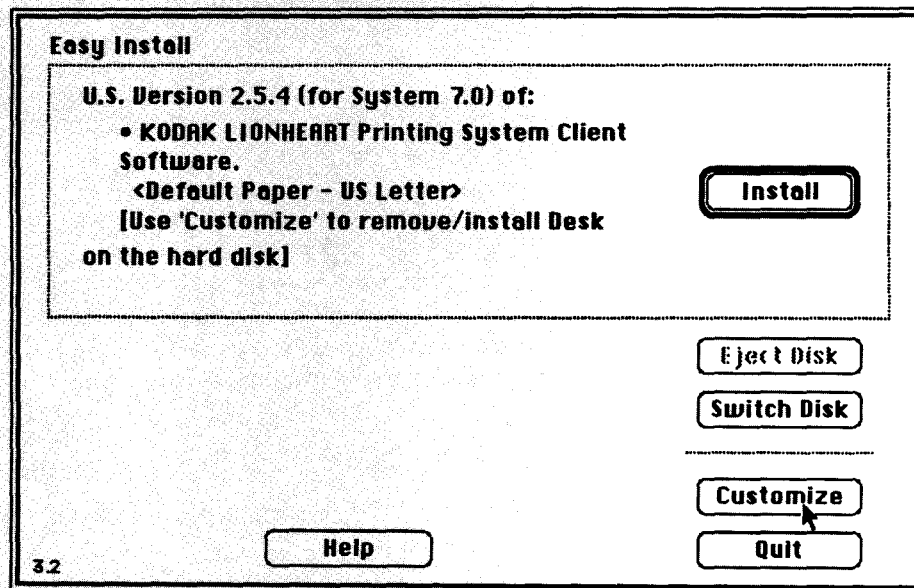 Easy Install
U.S. Version 2.5.4 (for System 7.0) of:
• KODAK LIONHEART Printing System Client
Software.
<Default Paper - US Letter>
[Use 'Customize' to remove/install Desk
on the hard disk]
Install
Eject Disk
Switch Disk
Customize
Help
Quit
3.2